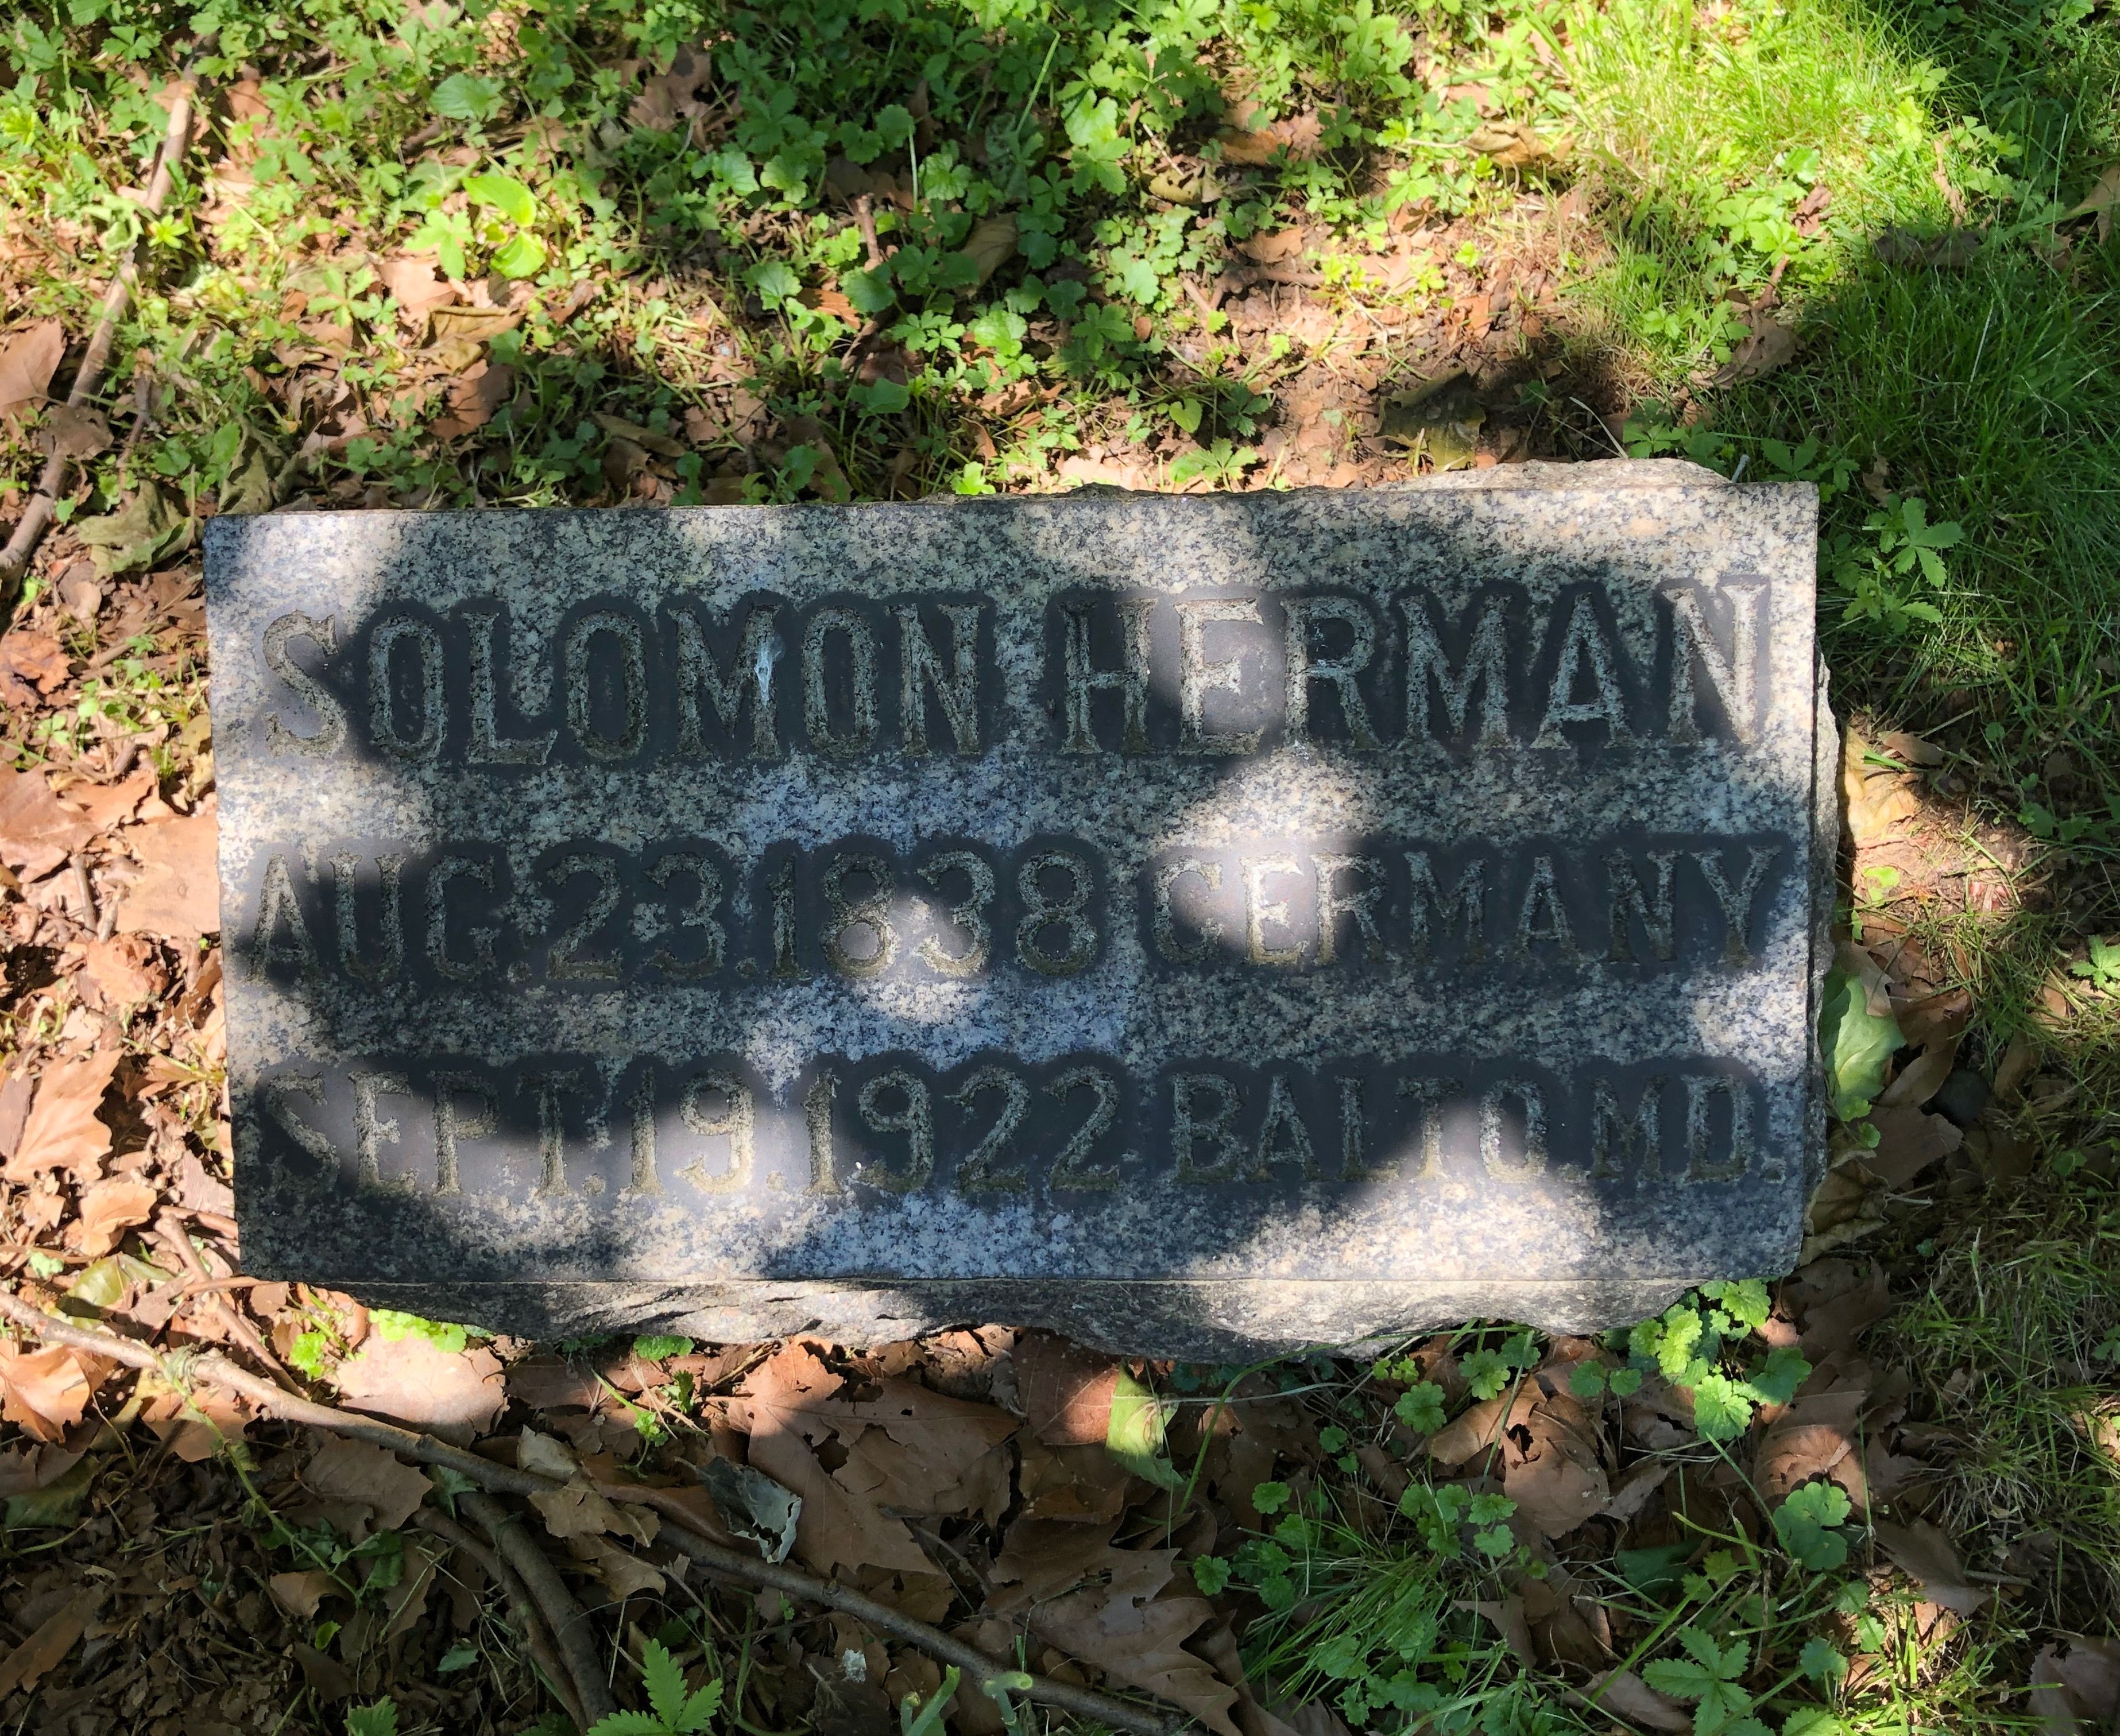 SOLOMON HERMAN
AUG. 23. 1838 GERMANY
SEPT. 19. 1922 BALTO. MD.